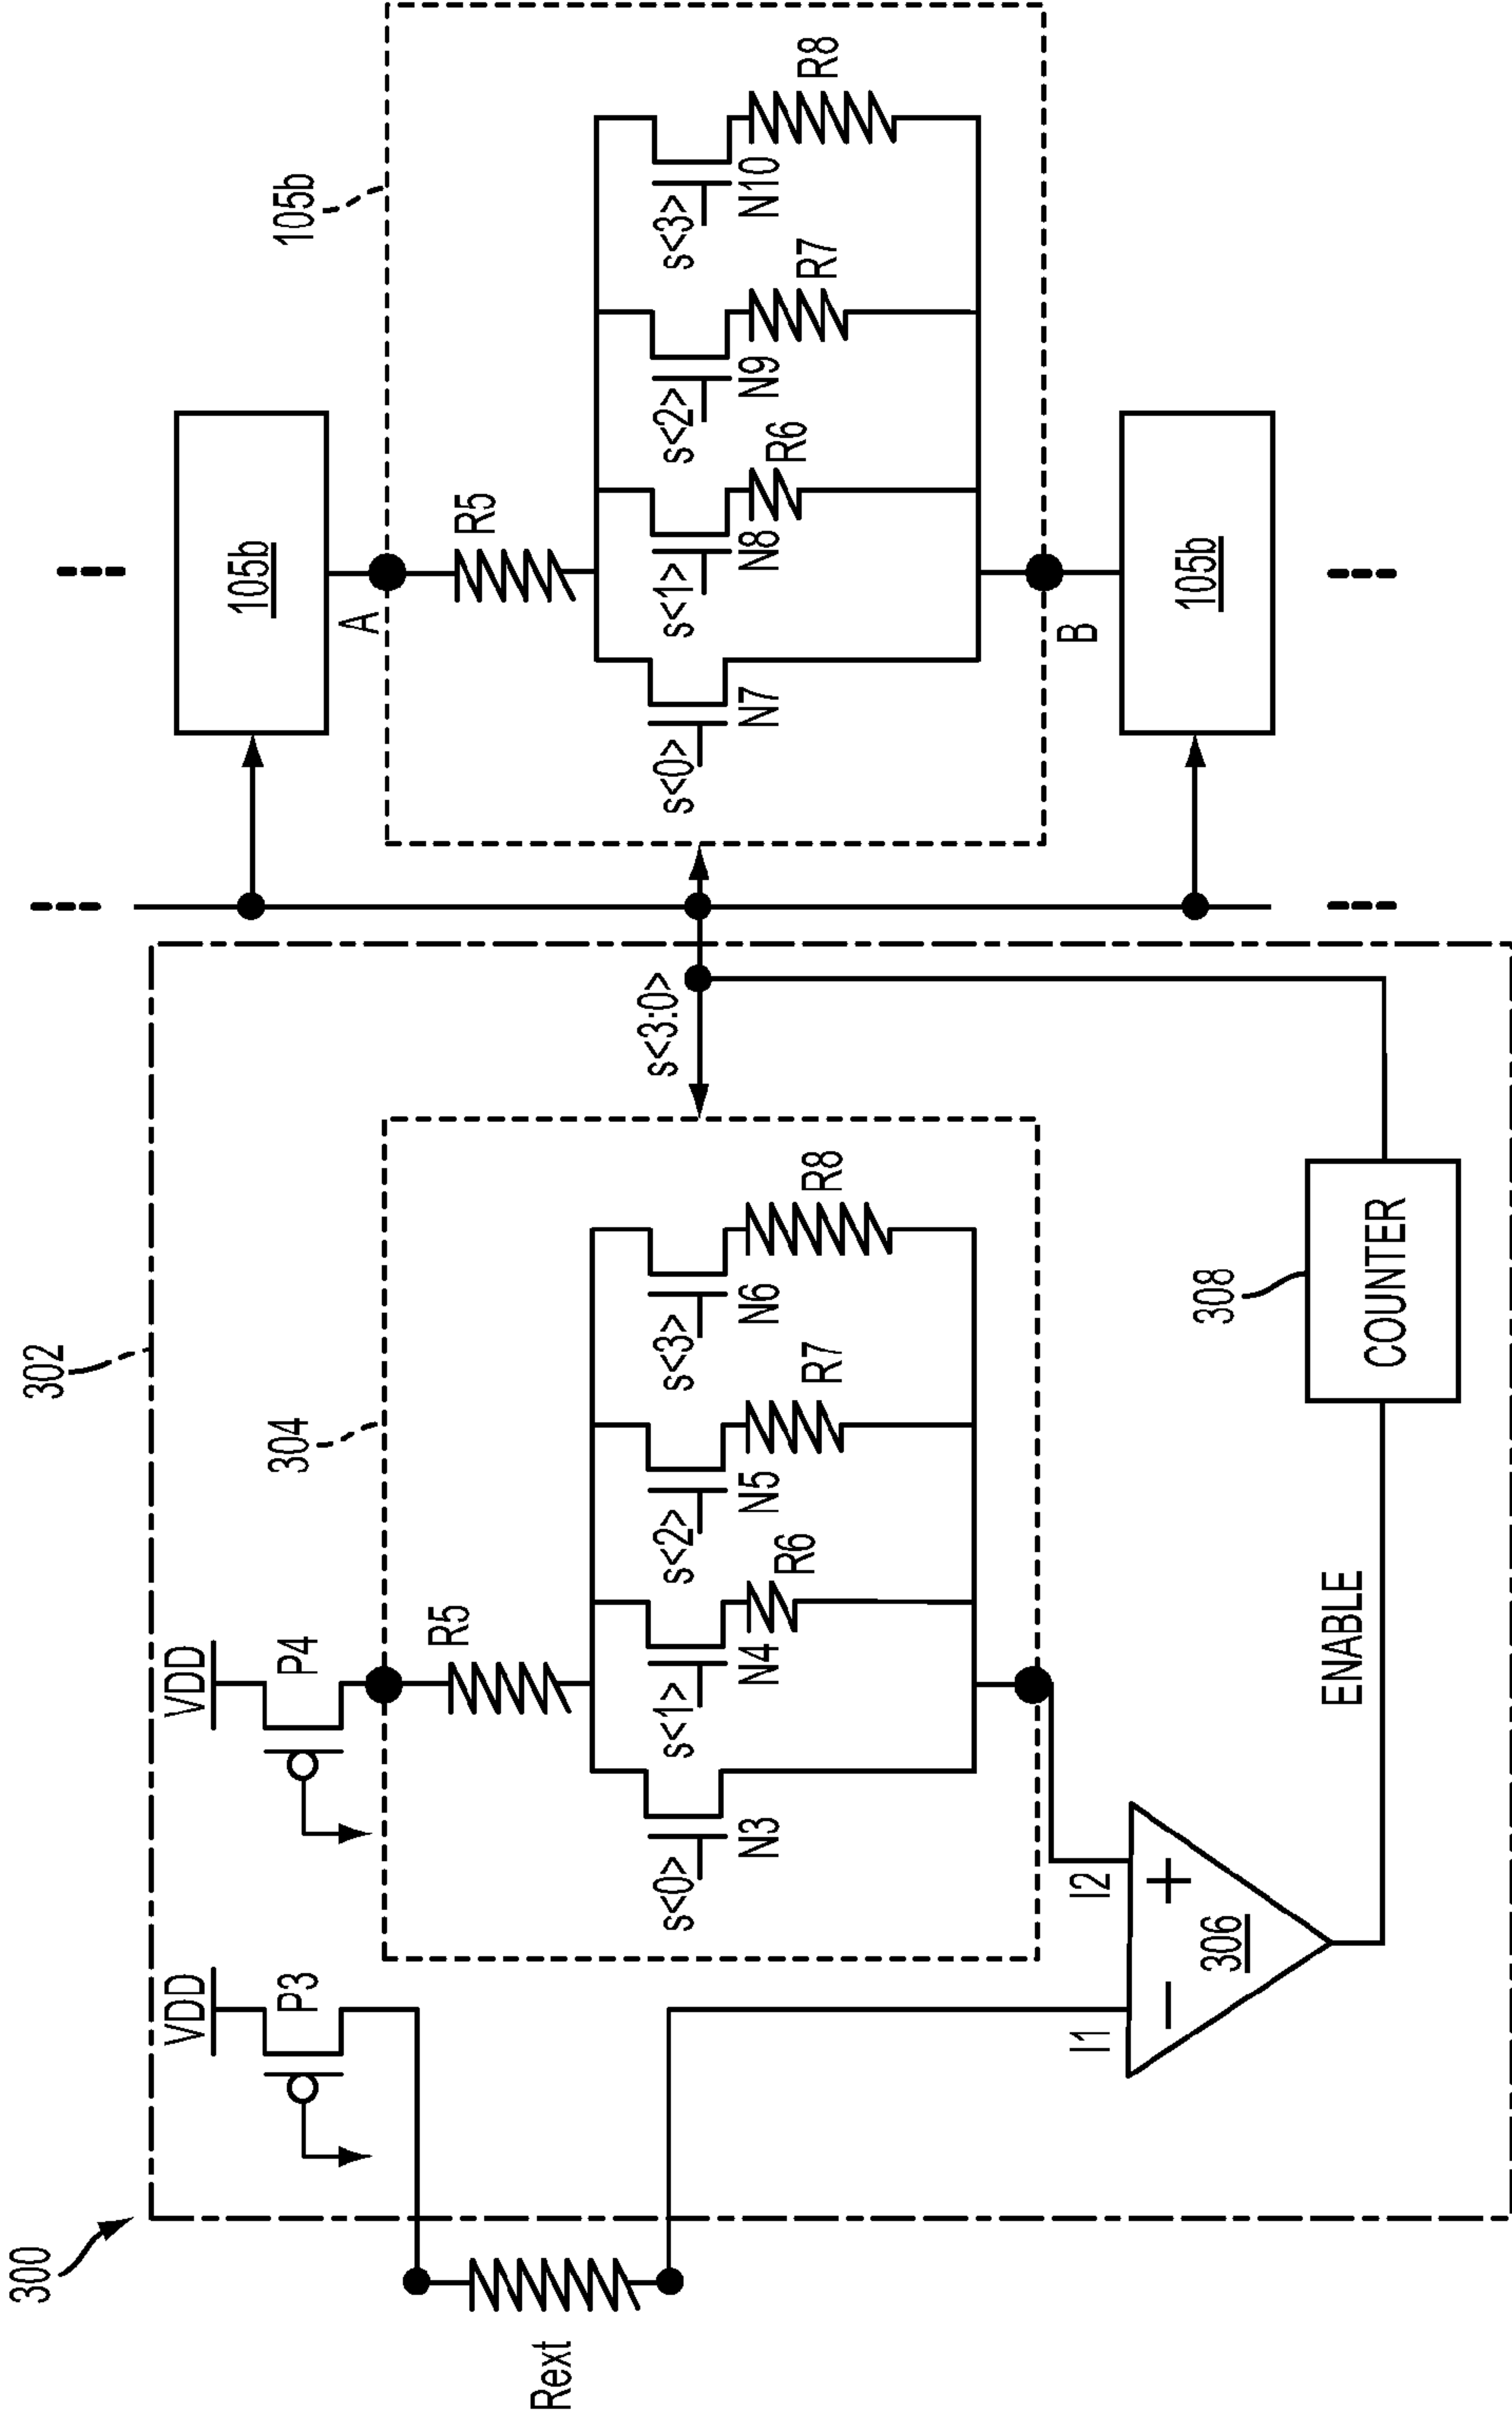 300
302
VDD
VDD
P3
P4
304
105b
105b
A
Rext
R5
R5
s<0>
s<1>
s<2>
s<3>
s<3:0>
s<0>
s<1>
s<2>
s<3>
N3
N4
R6
N5
R7
N6
R8
N7
N8
R6
N9
R7
N10
R8
I1
I2
B
306
− +
308
105b
ENABLE
COUNTER